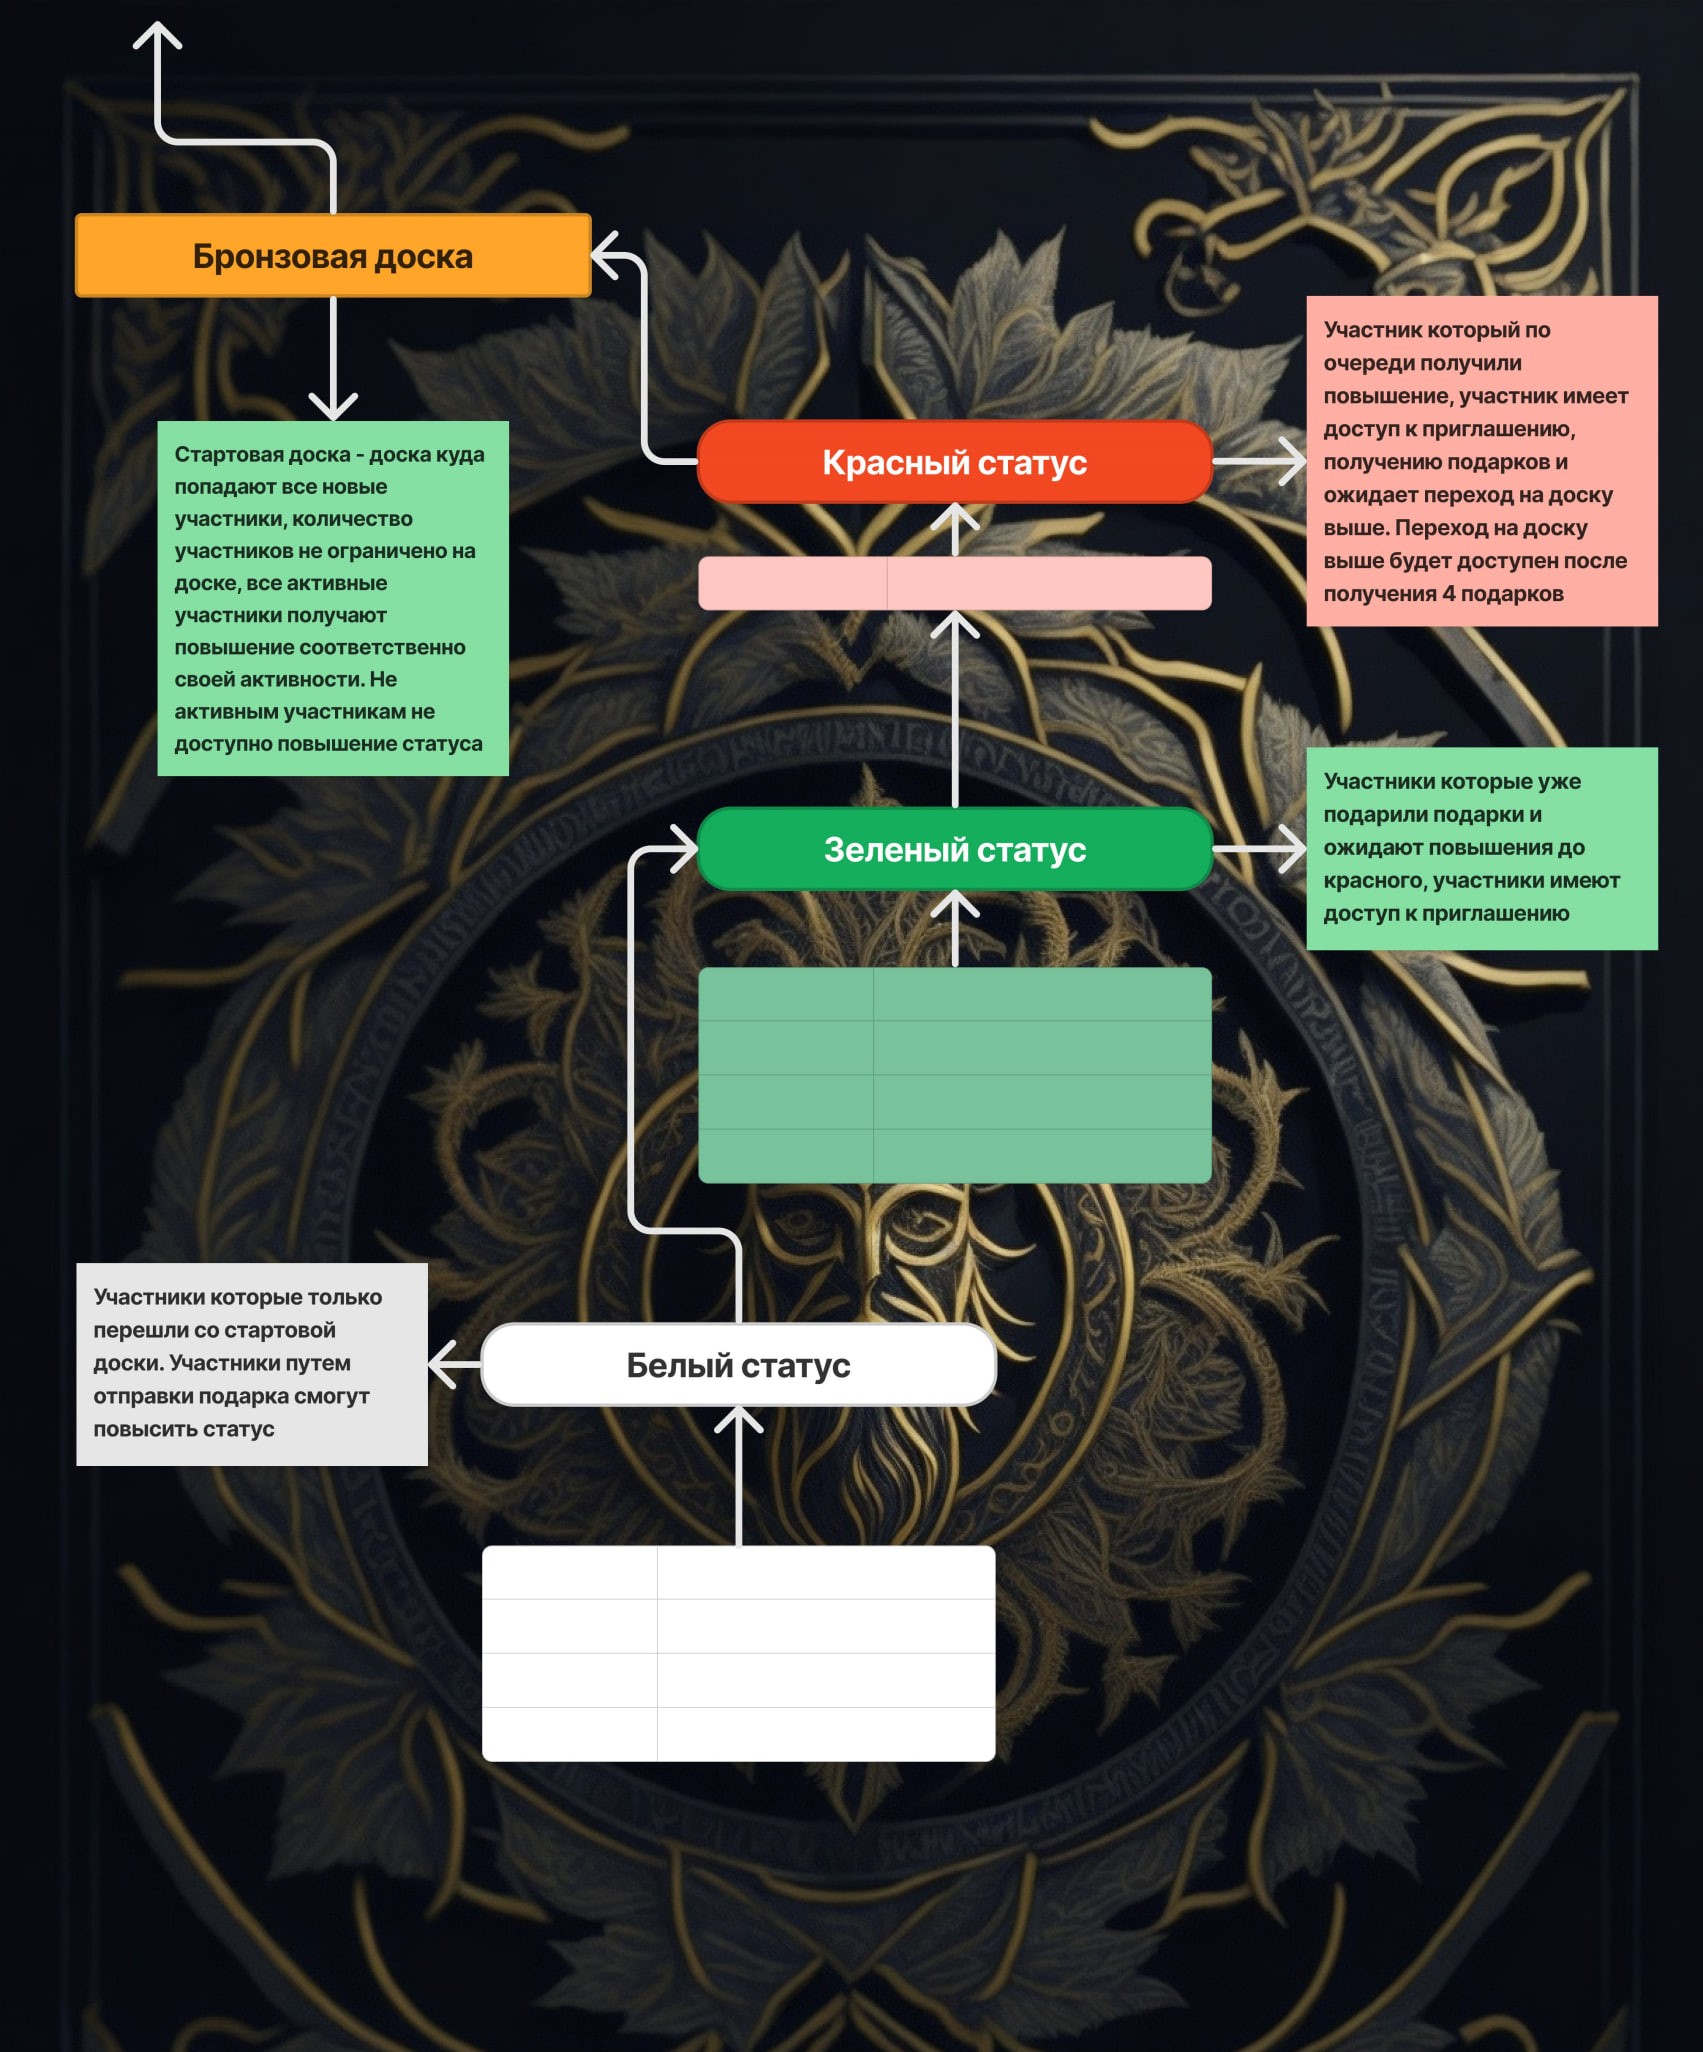 Бронзовая доска
Стартовая доска - доска куда
попадают все новые
участники, количество
участников не ограничено на
доске, все активные
участники получают
повышение соответственно
своей активности. Не
активным участникам не
доступно повышение статуса
Красный статус
Участник который по
очереди получили
повышение, участник имеет
доступ к приглашению,
получению подарков и
ожидает переход на доску
выше. Переход на доску
выше будет доступен после
получения 4 подарков
Зеленый статус
Участники которые уже
подарили подарки и
ожидают повышения до
красного, участники имеют
доступ к приглашению
Белый статус
Участники которые только
перешли со стартовой
доски. Участники путем
отправки подарка смогут
повысить статус